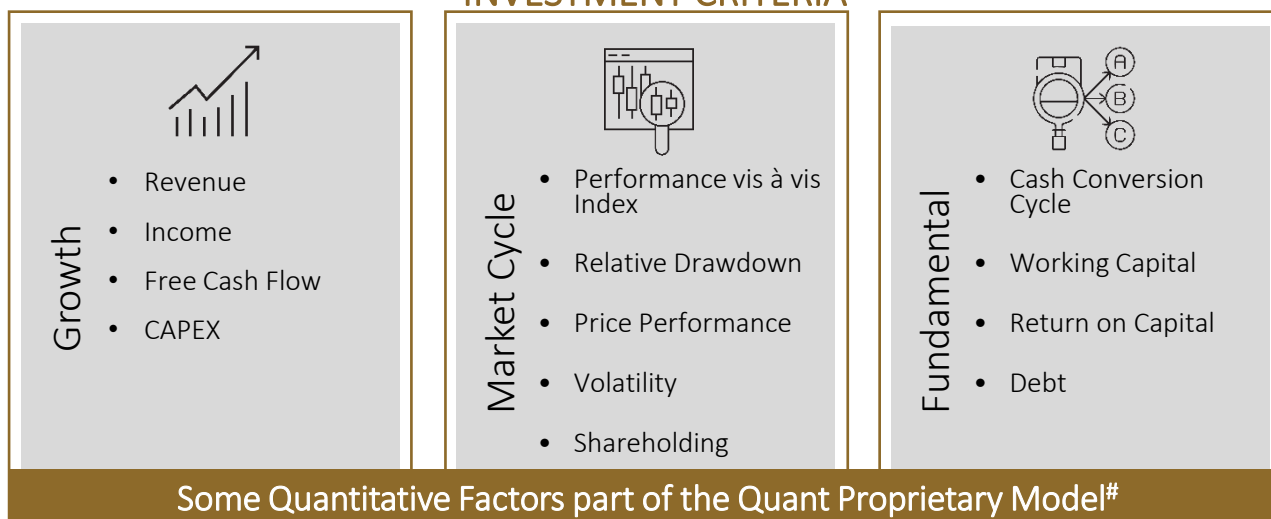 INVESTMENT CRITERIA
Growth
• Revenue
• Income
• Free Cash Flow
• CAPEX
Market Cycle
• Performance vis à vis
Index
• Relative Drawdown
• Price Performance
• Volatility
• Shareholding
Fundamental
A
B
C
• Cash Conversion
Cycle
• Working Capital
• Return on Capital
• Debt
Some Quantitative Factors part of the Quant Proprietary Model#